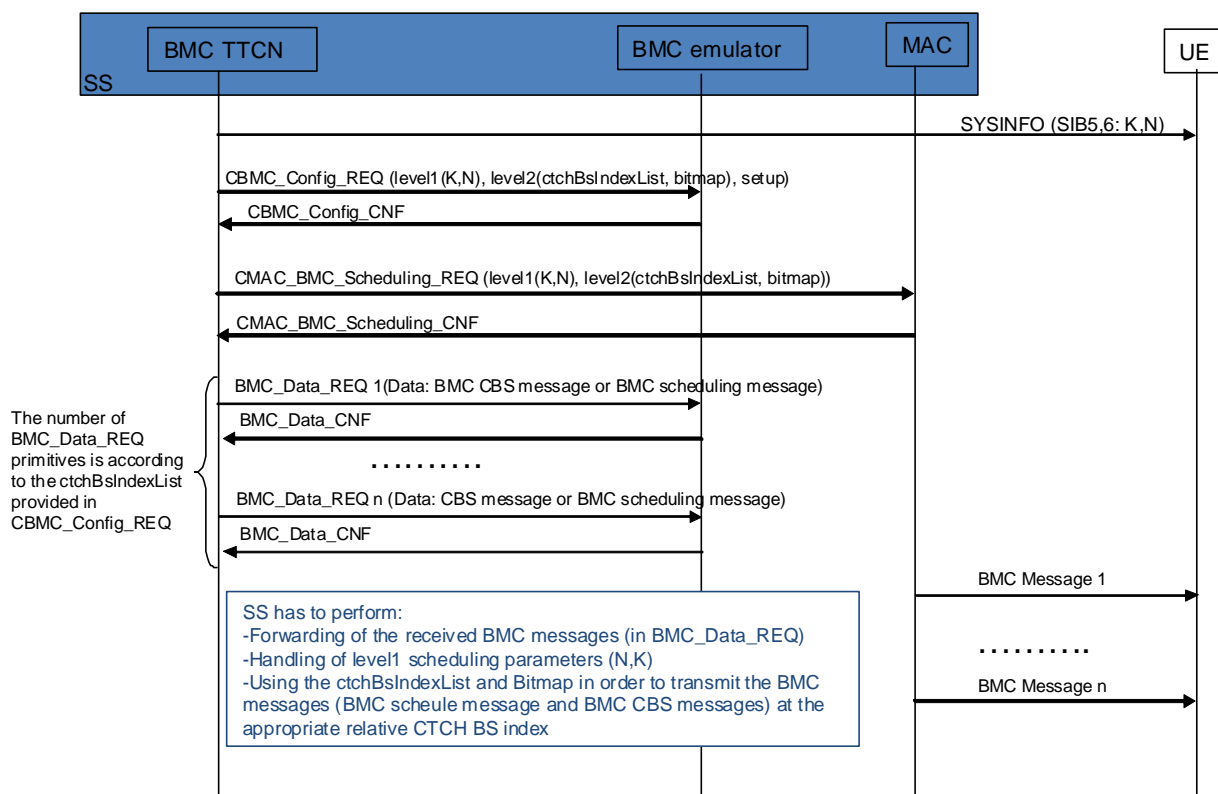 BMC TTCN
BMC emulator
MAC
UE
SS
SYSINFO (SIB5,6: K,N)
CBMC_Config_REQ (level1(K,N), level2(ctchBsIndexList, bitmap), setup)
CBMC_Config_CNF
CMAC_BMC_Scheduling_REQ (level1(K,N), level2(ctchBsIndexList, bitmap))
CMAC_BMC_Scheduling_CNF
BMC_Data_REQ 1(Data: BMC CBS message or BMC scheduling message)
BMC_Data_CNF
..........
BMC_Data_REQ n (Data: CBS message or BMC scheduling message)
BMC_Data_CNF
The number of
BMC_Data_REQ
primitives is according
to the ctchBsIndexList
provided in
CBMC_Config_REQ
BMC Message 1
..........
BMC Message n
SS has to perform:
-Forwarding of the received BMC messages (in BMC_Data_REQ)
-Handling of level1 scheduling parameters (N,K)
-Using the ctchBsIndexList and Bitmap in order to transmit the BMC
messages (BMC scheule message and BMC CBS messages) at the
appropriate relative CTCH BS index